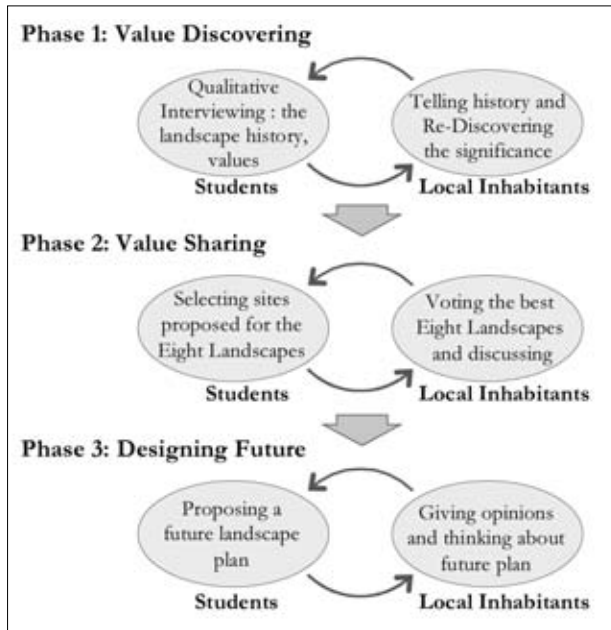 Phase 1: Value Discovering
Qualitative
Interviewing : the
landscape history,
values
Students
Telling history and
Re-Discovering
the significance
Local Inhabitants
Phase 2: Value Sharing
Selecting sites
proposed for the
Eight Landscapes
Students
Voting the best
Eight Landscapes
and discussing
Local Inhabitants
Phase 3: Designing Future
Proposing a
future landscape
plan
Students
Giving opinions
and thinking about
future plan
Local Inhabitants